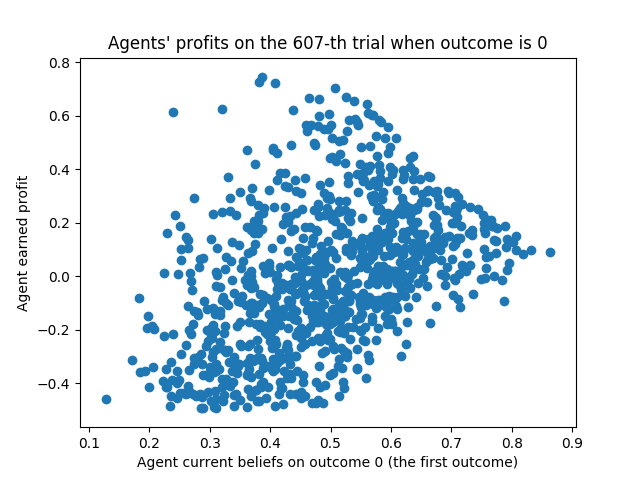 Agents' profits on the 607-th trial when outcome is 0
0.8
0.6
0.4
0.2
0.0
−0.2
−0.4
Agent earned profit
0.1 0.2 0.3 0.4 0.5 0.6 0.7 0.8 0.9
Agent current beliefs on outcome 0 (the first outcome)